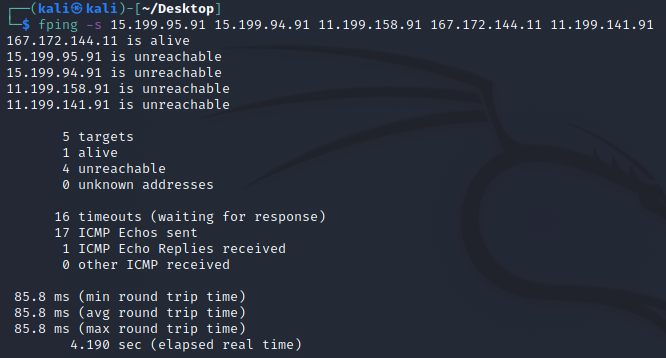 ┌──(kali㉿kali)-[~/Desktop]
└─$ fping -s 15.199.95.91 15.199.94.91 11.199.158.91 167.172.144.11 11.199.141.91
167.172.144.11 is alive
15.199.95.91 is unreachable
15.199.94.91 is unreachable
11.199.158.91 is unreachable
11.199.141.91 is unreachable

       5 targets
       1 alive
       4 unreachable
       0 unknown addresses

      16 timeouts (waiting for response)
      17 ICMP Echos sent
       1 ICMP Echo Replies received
       0 other ICMP received

 85.8 ms (min round trip time)
 85.8 ms (avg round trip time)
 85.8 ms (max round trip time)
        4.190 sec (elapsed real time)